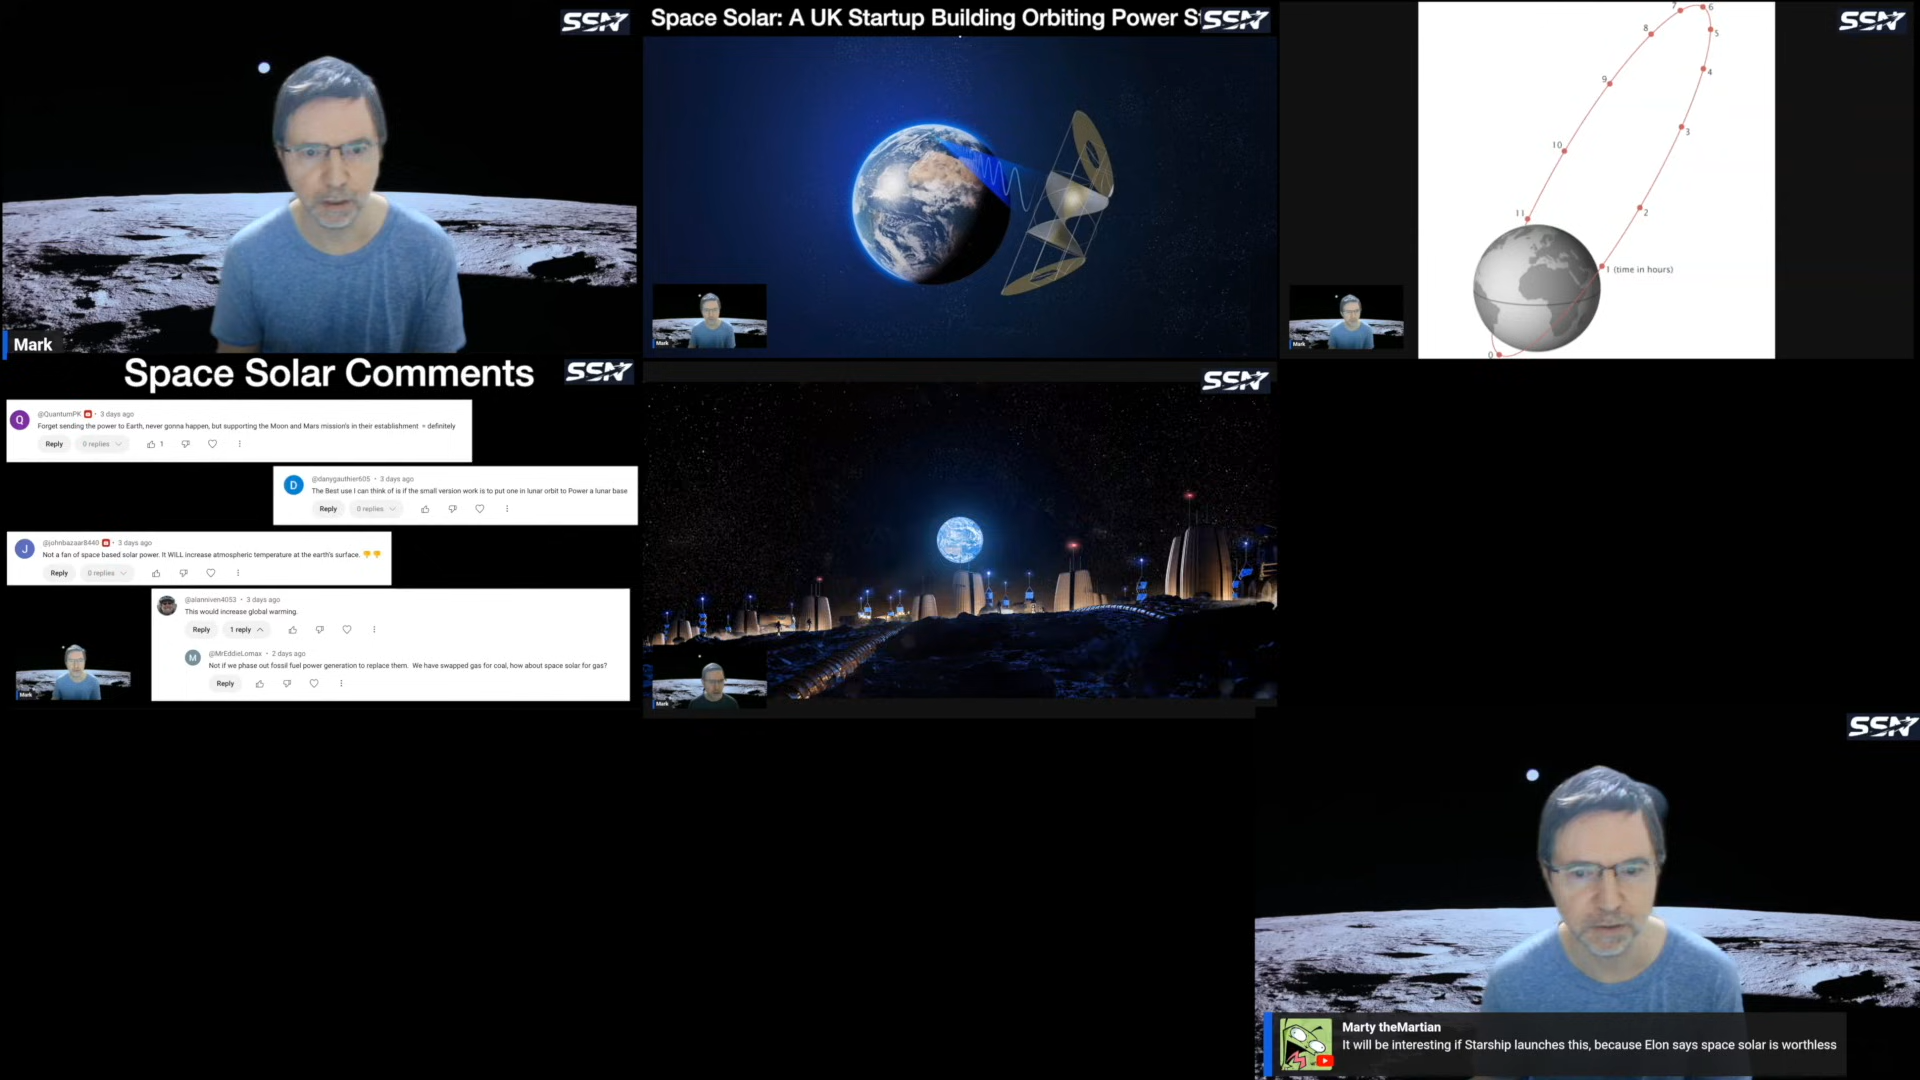 SSN
Mark
Space Solar: A UK Startup Building Orbiting Power S
SSN
Mark
SSN
7
6
8
5
4
9
3
10
2
11
1 (time in hours)
0
Mark
Space Solar Comments
SSN
Q
@QuantumPK • 3 days ago
Forget sending the power to Earth, never gonna happen, but supporting the Moon and Mars mission's in their establishment = definitely
Reply 0 replies 1
D
@danygauthier605 • 3 days ago
The Best use I can think of is if the small version work is to put one in lunar orbit to Power a lunar base
Reply 0 replies
J
@johnbazaar8440 • 3 days ago
Not a fan of space based solar power. It WILL increase atmospheric temperature at the earth's surface. 👎👎
Reply 0 replies
@alanniven4053 • 3 days ago
This would increase global warming.
Reply 1 reply
M
@MrEddieLomax • 2 days ago
Not if we phase out fossil fuel power generation to replace them. We have swapped gas for coal, how about space solar for gas?
Reply
Mark
SSN
Mark
SSN
Marty theMartian
It will be interesting if Starship launches this, because Elon says space solar is worthless